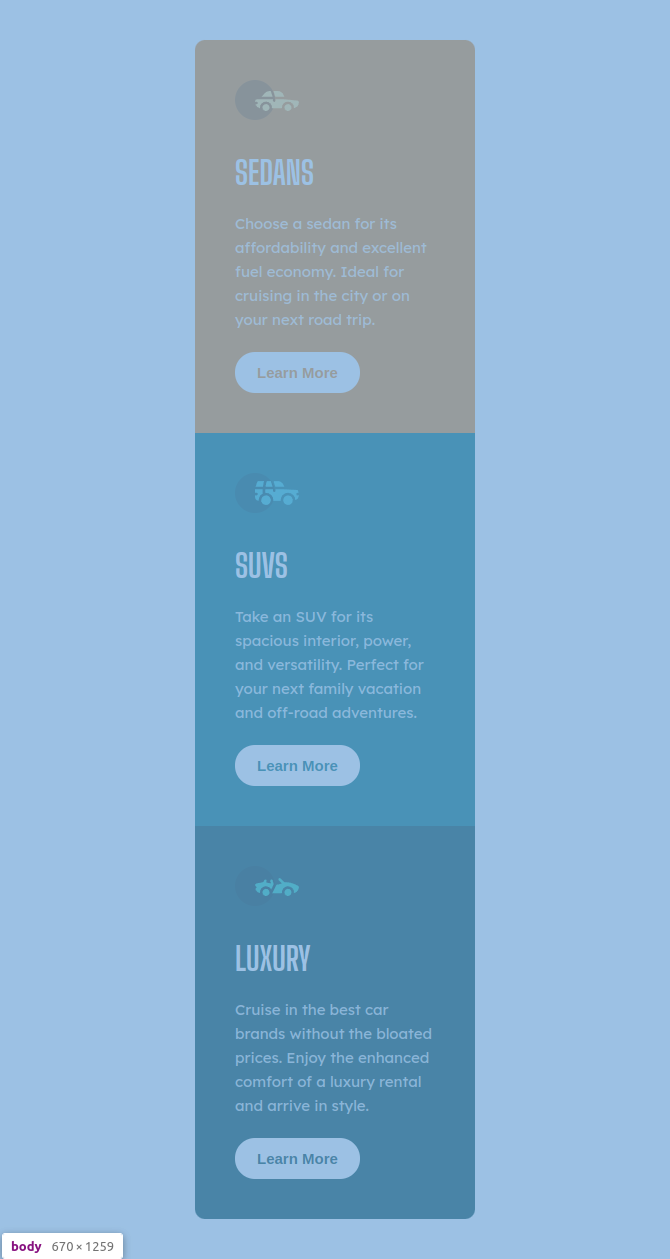 SEDANS
Choose a sedan for its
affordability and excellent
fuel economy. Ideal for
cruising in the city or on
your next road trip.
Learn More
SUVS
Take an SUV for its
spacious interior, power,
and versatility. Perfect for
your next family vacation
and off-road adventures.
Learn More
LUXURY
Cruise in the best car
brands without the bloated
prices. Enjoy the enhanced
comfort of a luxury rental
and arrive in style.
Learn More
body 670 × 1259